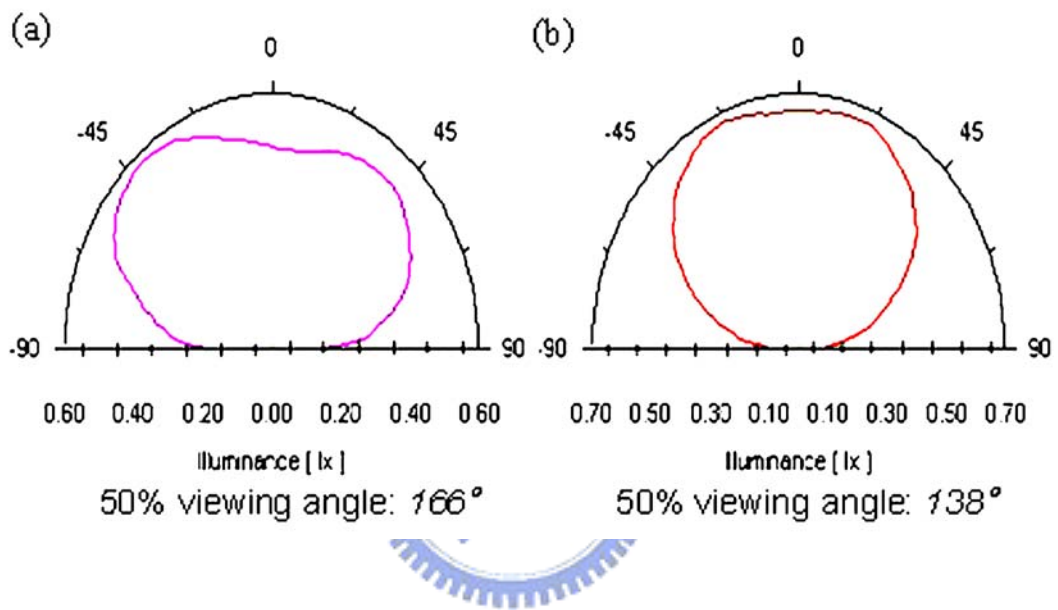 (a)
0
-45
45
-90
90
0.60 0.40 0.20 0.00 0.20 0.40 0.60
Illuminance [ lx ]
50% viewing angle: 166°
(b)
0
-45
45
-90
90
0.70 0.50 0.30 0.10 0.10 0.30 0.50 0.70
Illuminance [ lx ]
50% viewing angle: 138°